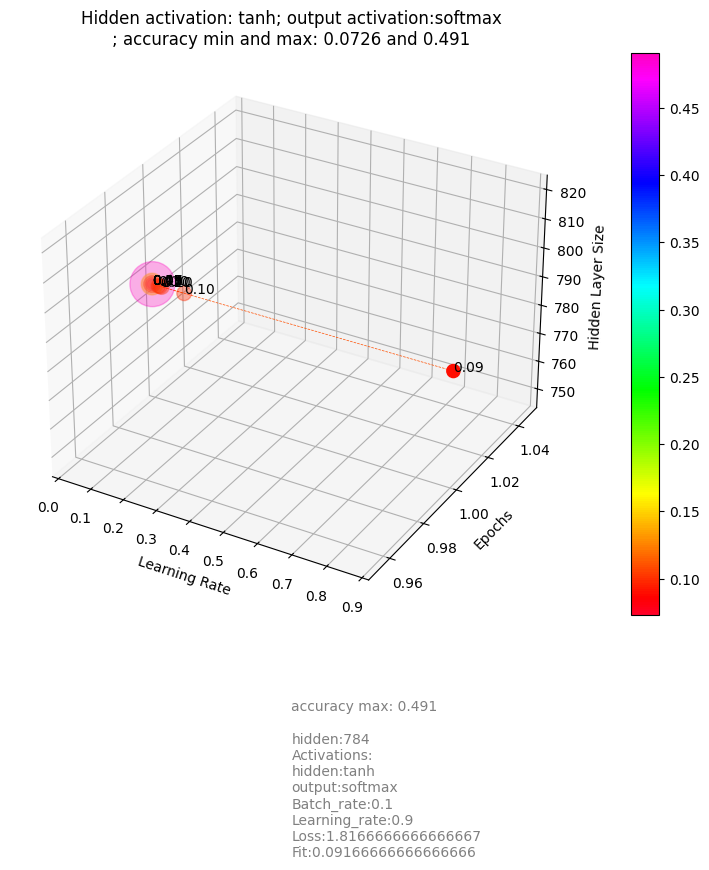 Hidden activation: tanh; output activation:softmax
; accuracy min and max: 0.0726 and 0.491
0.10
0.09
820
810
800
790
780
770
760
750
Hidden Layer Size
1.04
1.02
1.00
0.98
0.96
Epochs
0.0
0.1
0.2
0.3
0.4
0.5
0.6
0.7
0.8
0.9
Learning Rate
0.45
0.40
0.35
0.30
0.25
0.20
0.15
0.10
accuracy max: 0.491
hidden:784
Activations:
hidden:tanh
output:softmax
Batch_rate:0.1
Learning_rate:0.9
Loss:1.8166666666666667
Fit:0.09166666666666666